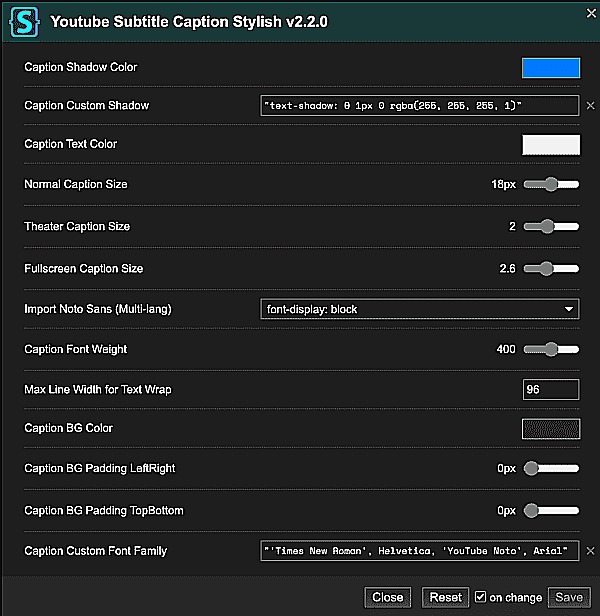 Youtube Subtitle Caption Stylish v2.2.0
Caption Shadow Color
Caption Custom Shadow "text-shadow: 0 1px 0 rgba(255, 255, 255, 1)"
Caption Text Color
Normal Caption Size 18px
Theater Caption Size 2
Fullscreen Caption Size 2.6
Import Noto Sans (Multi-lang) font-display: block
Caption Font Weight 400
Max Line Width for Text Wrap 96
Caption BG Color
Caption BG Padding LeftRight 0px
Caption BG Padding TopBottom 0px
Caption Custom Font Family "'Times New Roman', Helvetica, 'YouTube Noto', Arial"
Close Reset on change Save